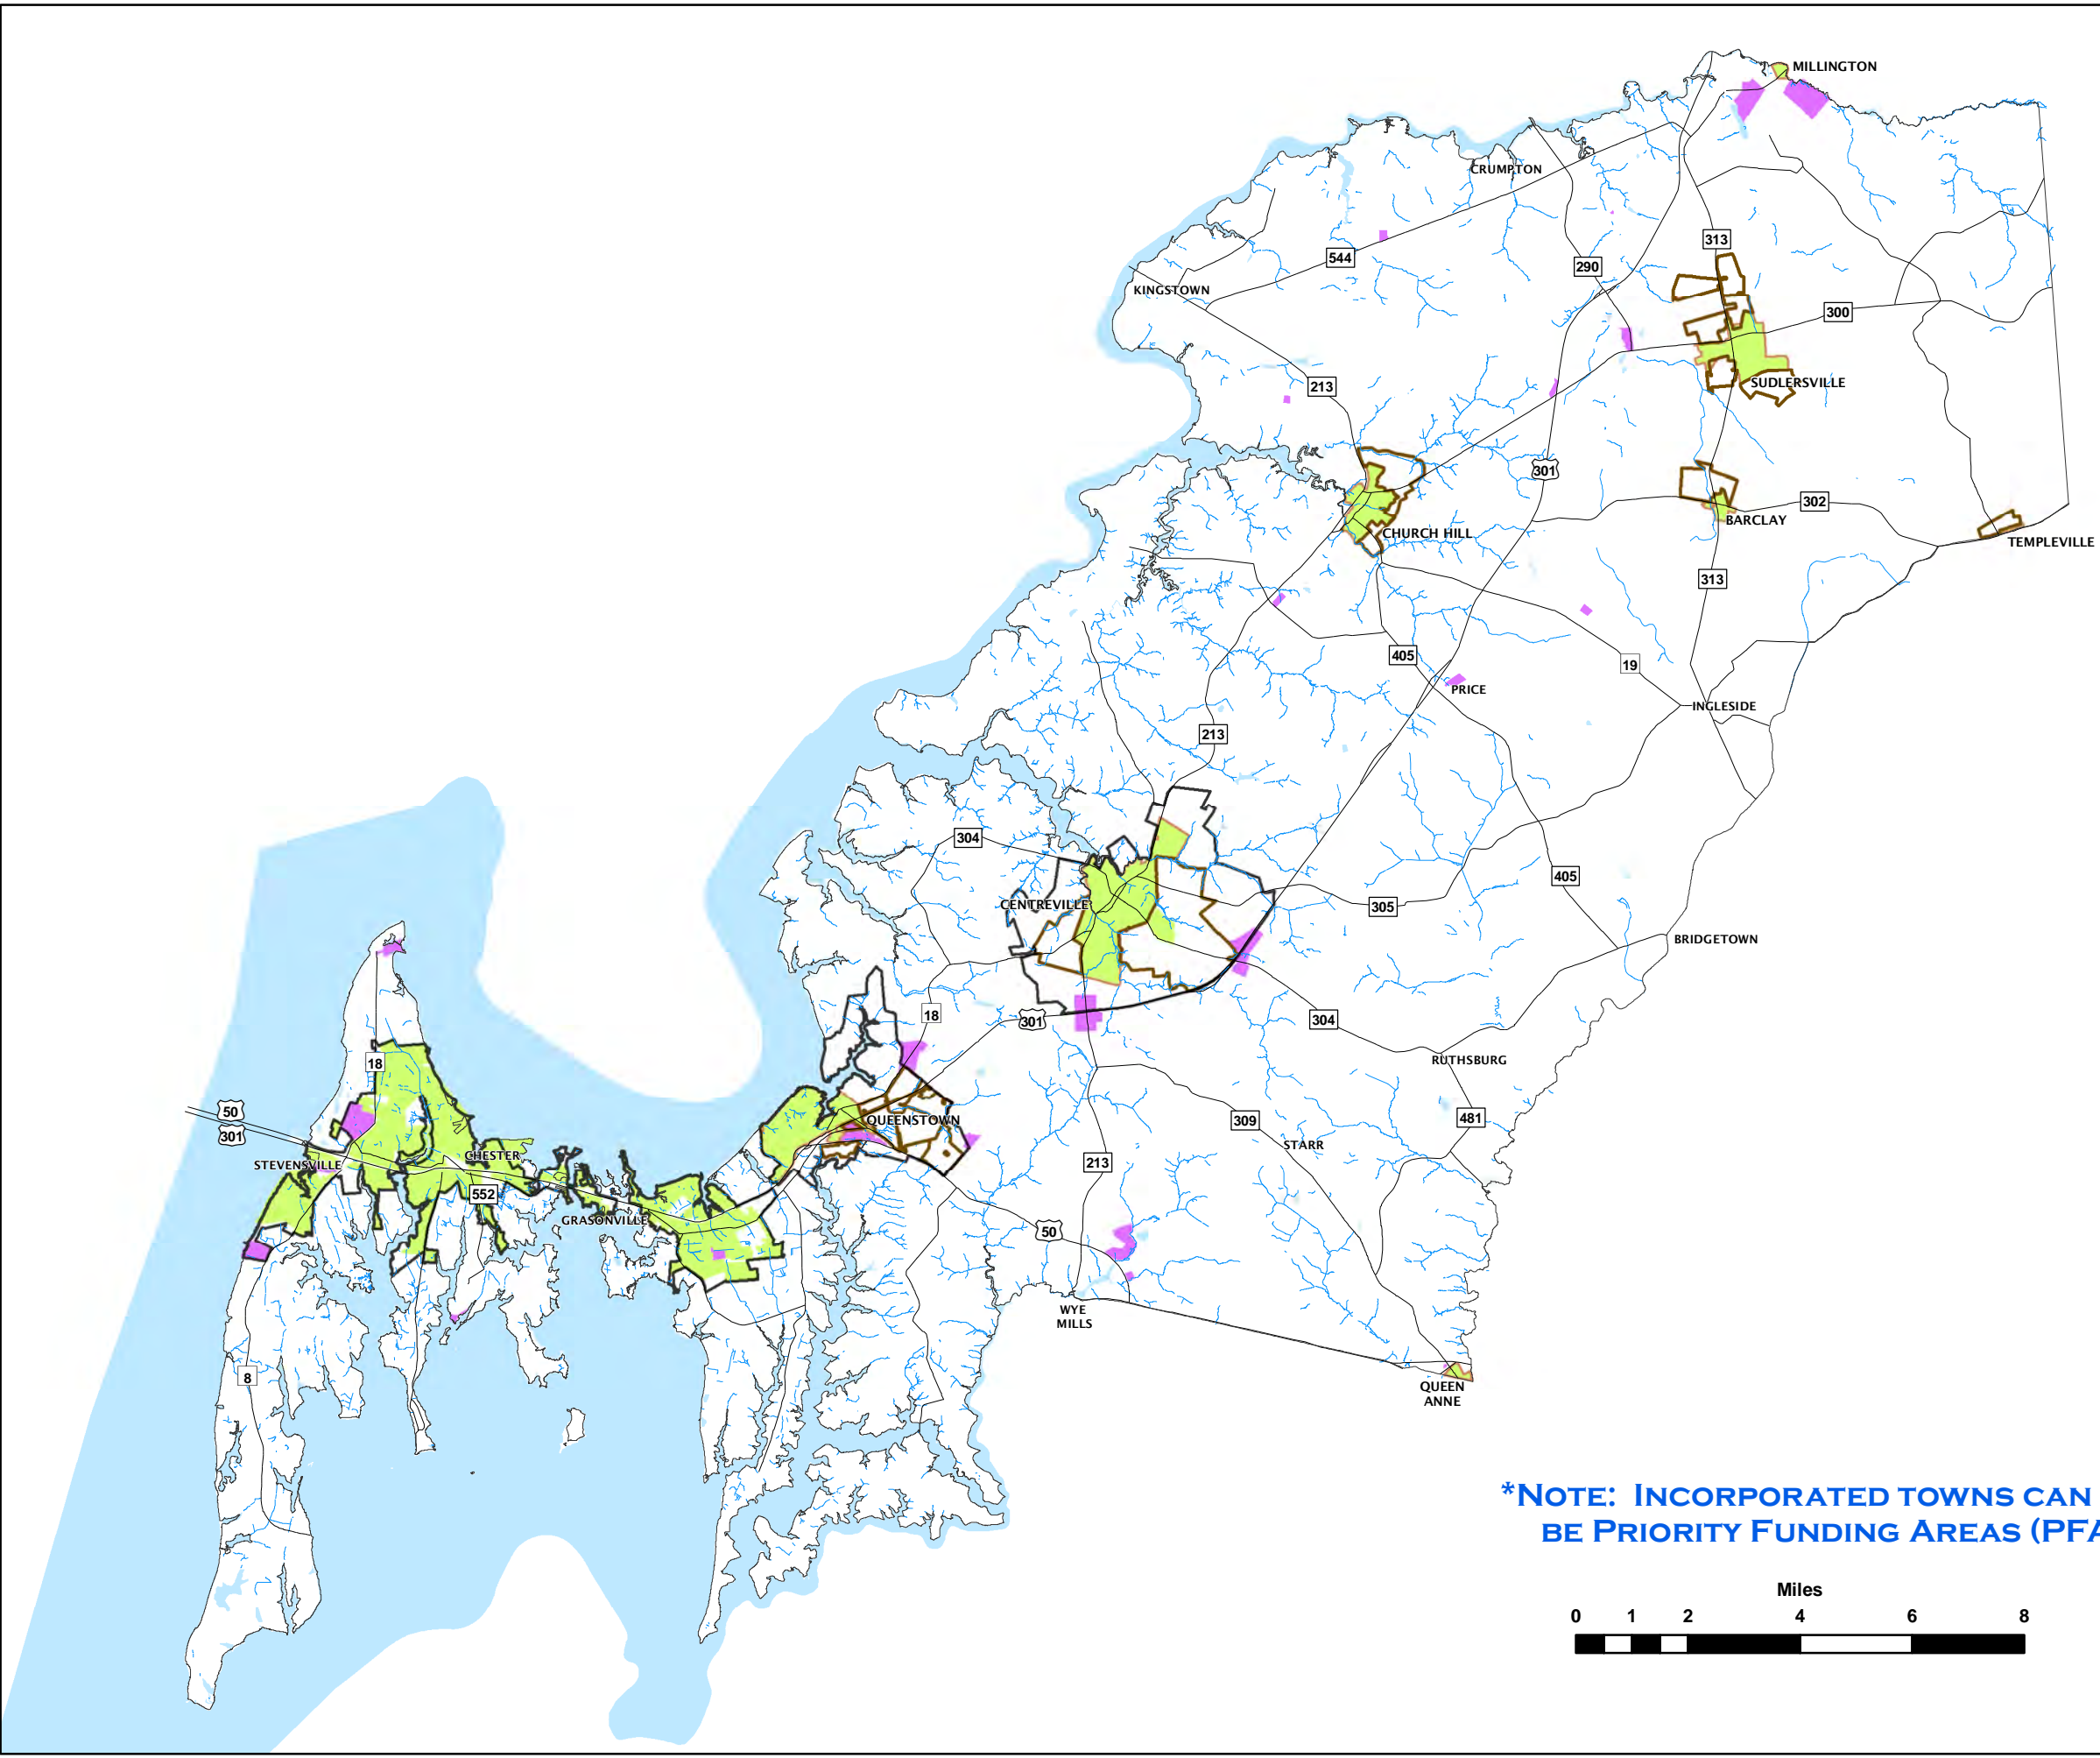 MILLINGTON
CRUMPTON
313
544
290
KINGSTOWN
300
213
SUDLERSVILLE
301
302
BARCLAY
CHURCH HILL
TEMPLEVILLE
313
405
19
PRICE
INGLESIDE
213
304
405
CENTREVILLE
305
BRIDGETOWN
18
301
304
18
RUTHSBURG
50
301
QUEENSTOWN
309
481
STARR
CHESTER
STEVENSVILLE
213
552
GRASONVILLE
50
WYE
MILLS
8
QUEEN
ANNE
*NOTE: INCORPORATED TOWNS CAN
BE PRIORITY FUNDING AREAS (PFA
Miles
0 1 2 4 6 8